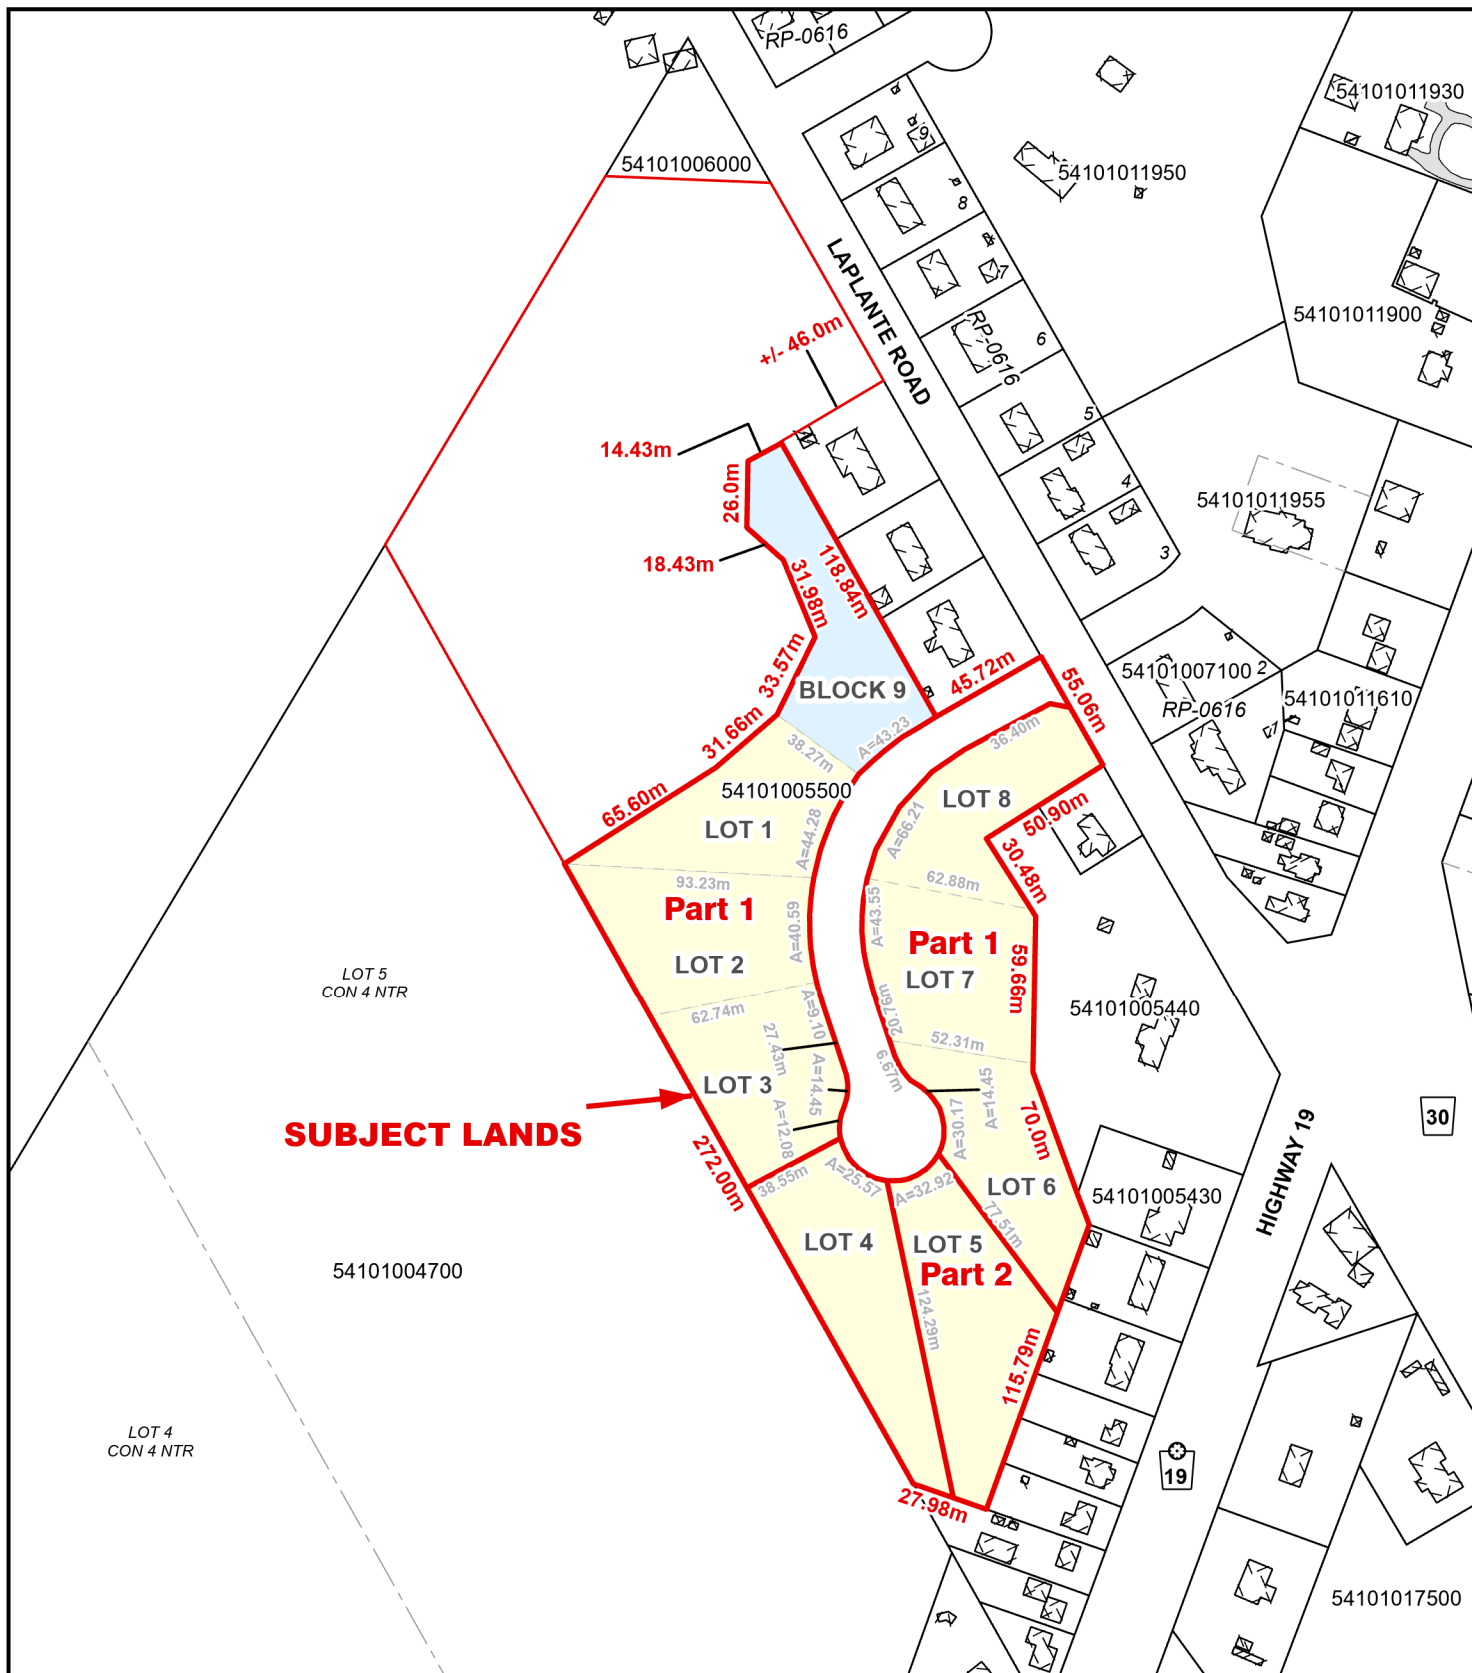 RP-0616
54101011930
9
54101006000
54101011950
8
7
LAPLANTE ROAD
54101011900
+/- 46.0m
RP-0616
6
5
14.43m
26.0m
4
54101011955
18.43m
31.98m
118.84m
3
33.57m
45.72m
55.06m
54101007100
2
RP-0616
54101011610
BLOCK 9
31.66m
38.27m
A=43.23
36.40m
54101005500
65.60m
LOT 1
A=44.28
A=66.21
LOT 8
50.90m
30.48m
93.23m
62.88m
Part 1
A=40.59
A=43.55
Part 1
LOT 2
LOT 7
59.66m
LOT 5
CON 4 NTR
62.74m
A=9.10
20.76m
54101005440
27.43m
52.31m
LOT 3
A=14.45
6.67m
A=14.45
SUBJECT LANDS
A=12.08
A=30.17
70.0m
30
HIGHWAY 19
272.00m
38.55m
A=25.57
A=32.92
LOT 6
54101005430
77.51m
LOT 4
LOT 5
Part 2
54101004700
124.29m
115.79m
LOT 4
CON 4 NTR
19
27.98m
54101017500